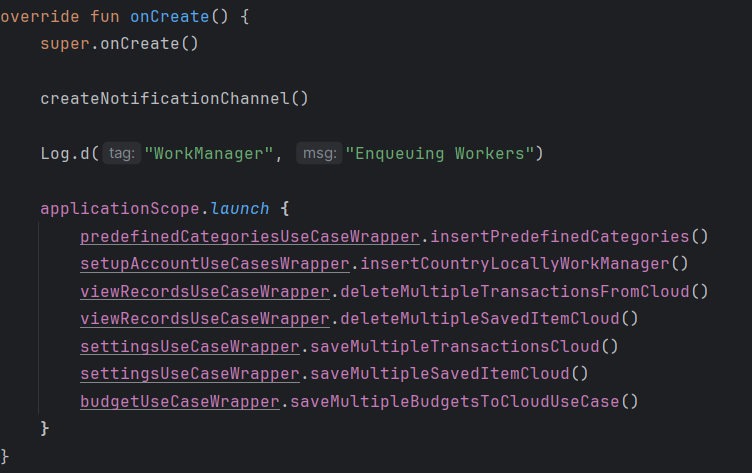 override fun onCreate() {
super.onCreate()
createNotificationChannel()
Log.d( tag: "WorkManager", msg: "Enqueuing Workers")
applicationScope.launch {
predefinedCategoriesUseCaseWrapper.insertPredefinedCategories()
setupAccountUseCasesWrapper.insertCountryLocallyWorkManager()
viewRecordsUseCaseWrapper.deleteMultipleTransactionsFromCloud()
viewRecordsUseCaseWrapper.deleteMultipleSavedItemCloud()
settingsUseCaseWrapper.saveMultipleTransactionsCloud()
settingsUseCaseWrapper.saveMultipleSavedItemCloud()
budgetUseCaseWrapper.saveMultipleBudgetsToCloudUseCase()
}
}